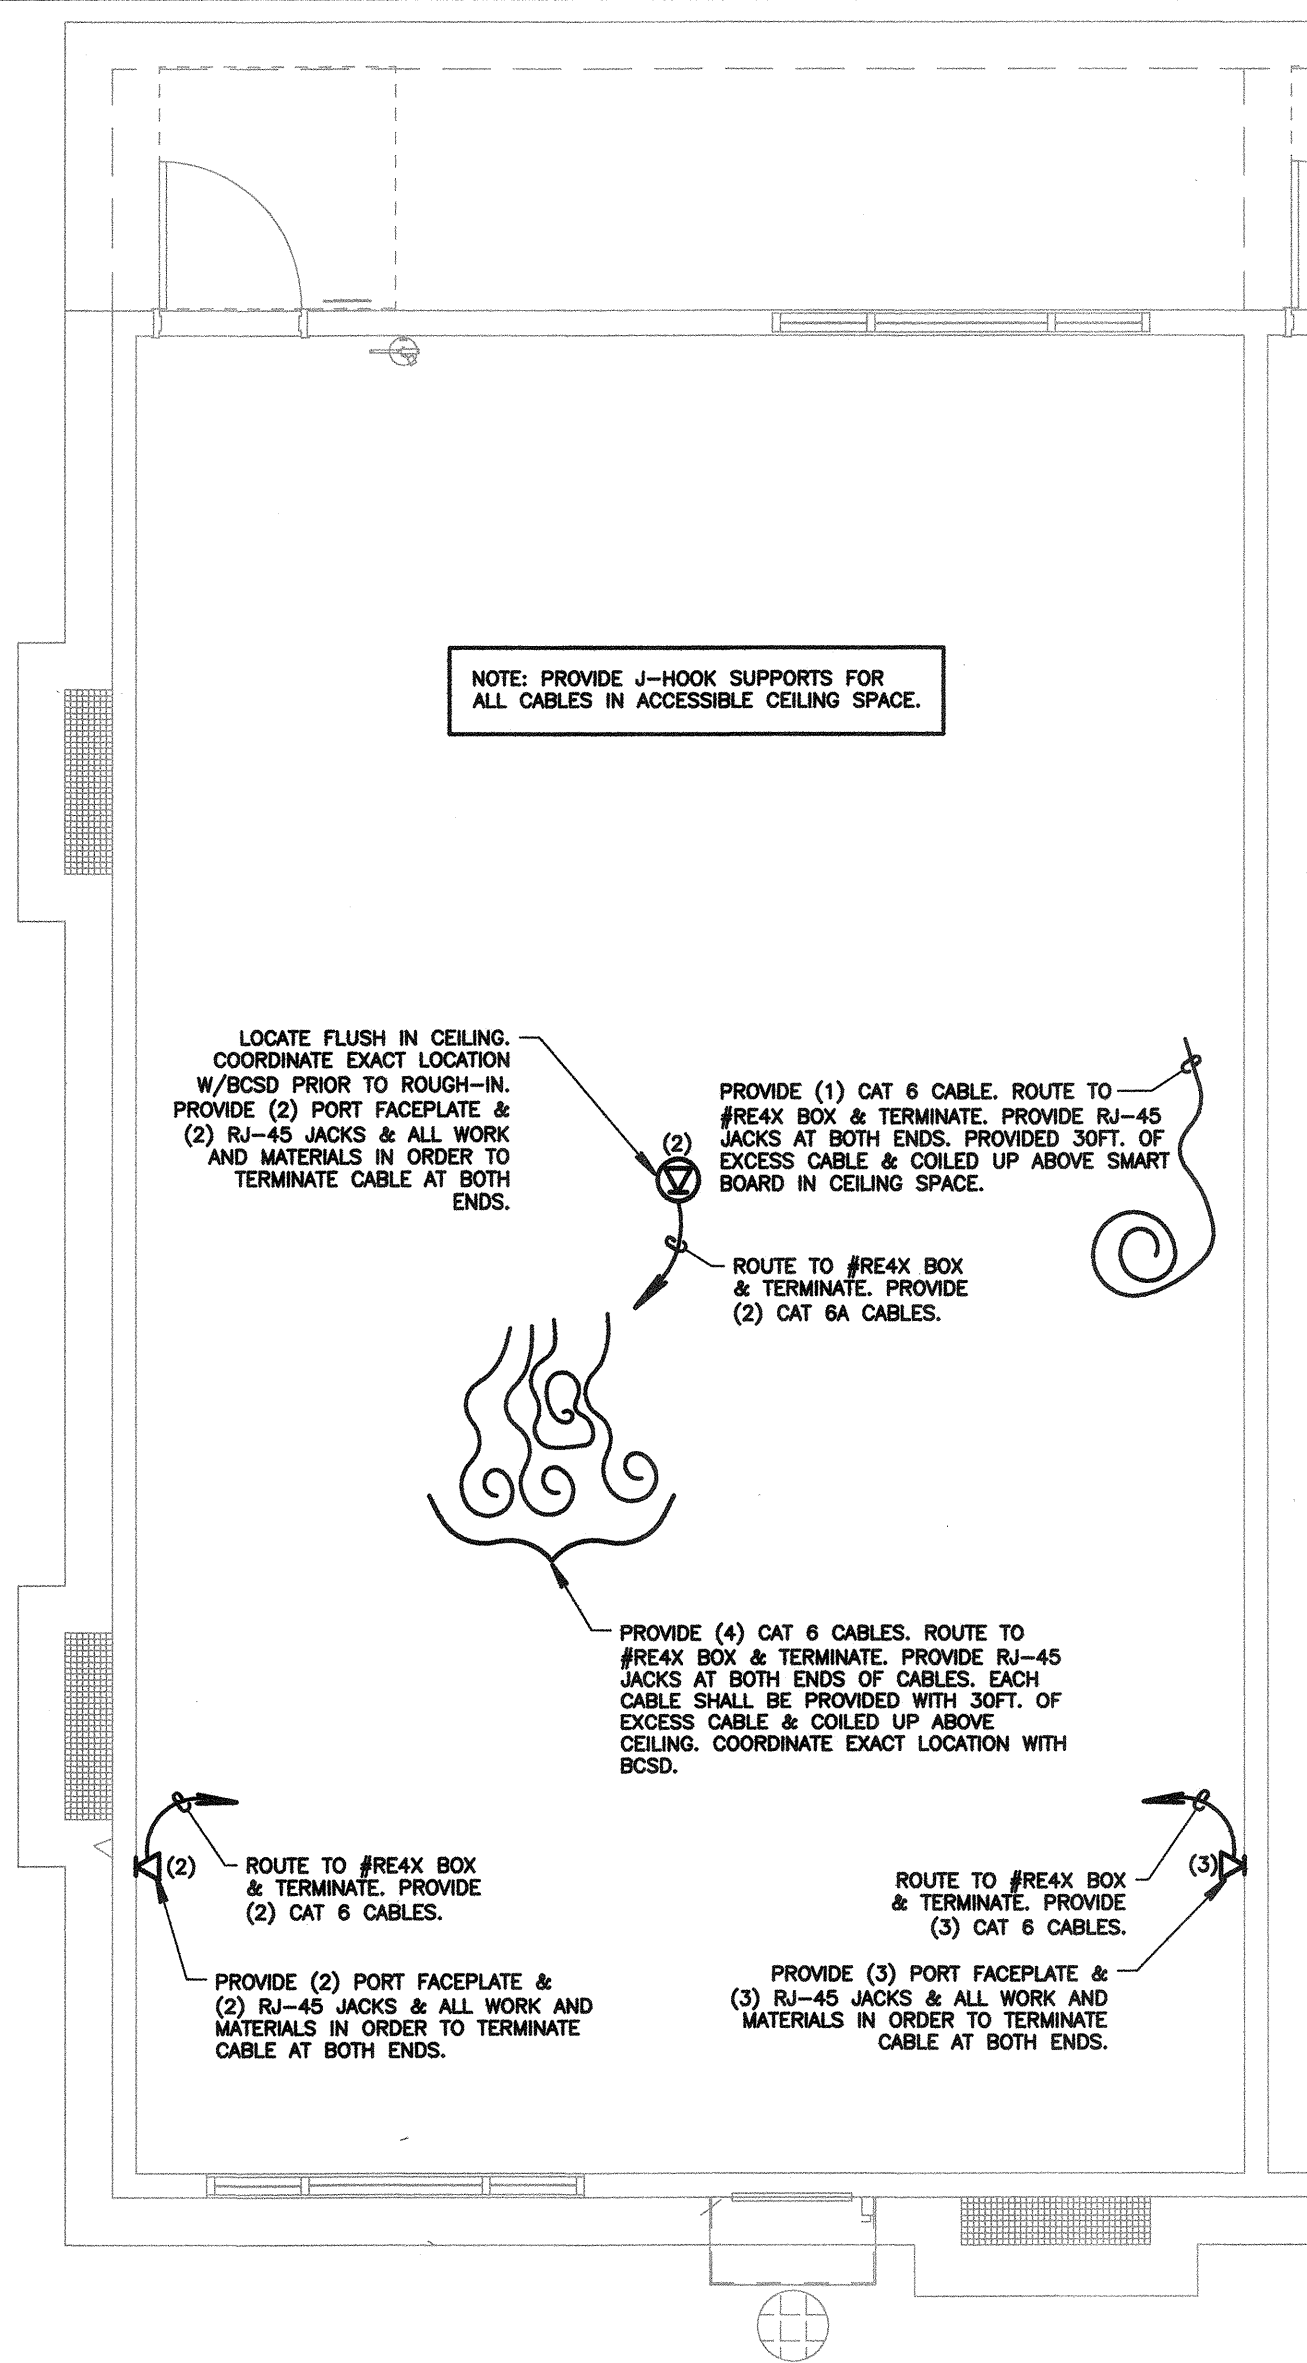 NOTE: PROVIDE J-HOOK SUPPORTS FOR
ALL CABLES IN ACCESSIBLE CEILING SPACE.
LOCATE FLUSH IN CEILING.
COORDINATE EXACT LOCATION
W/BCSD PRIOR TO ROUGH-IN.
PROVIDE (2) PORT FACEPLATE &
(2) RJ-45 JACKS & ALL WORK
AND MATERIALS IN ORDER TO
TERMINATE CABLE AT BOTH
ENDS.
(2)
PROVIDE (1) CAT 6 CABLE. ROUTE TO
#RE4X BOX & TERMINATE. PROVIDE RJ-45
JACKS AT BOTH ENDS. PROVIDED 30FT. OF
EXCESS CABLE & COILED UP ABOVE SMART
BOARD IN CEILING SPACE.
ROUTE TO #RE4X BOX
& TERMINATE. PROVIDE
(2) CAT 6A CABLES.
PROVIDE (4) CAT 6 CABLES. ROUTE TO
#RE4X BOX & TERMINATE. PROVIDE RJ-45
JACKS AT BOTH ENDS OF CABLES. EACH
CABLE SHALL BE PROVIDED WITH 30FT. OF
EXCESS CABLE & COILED UP ABOVE
CEILING. COORDINATE EXACT LOCATION WITH
BCSD.
(2)
ROUTE TO #RE4X BOX
& TERMINATE. PROVIDE
(2) CAT 6 CABLES.
PROVIDE (2) PORT FACEPLATE &
(2) RJ-45 JACKS & ALL WORK AND
MATERIALS IN ORDER TO TERMINATE
CABLE AT BOTH ENDS.
(3)
ROUTE TO #RE4X BOX
& TERMINATE. PROVIDE
(3) CAT 6 CABLES.
PROVIDE (3) PORT FACEPLATE &
(3) RJ-45 JACKS & ALL WORK AND
MATERIALS IN ORDER TO TERMINATE
CABLE AT BOTH ENDS.